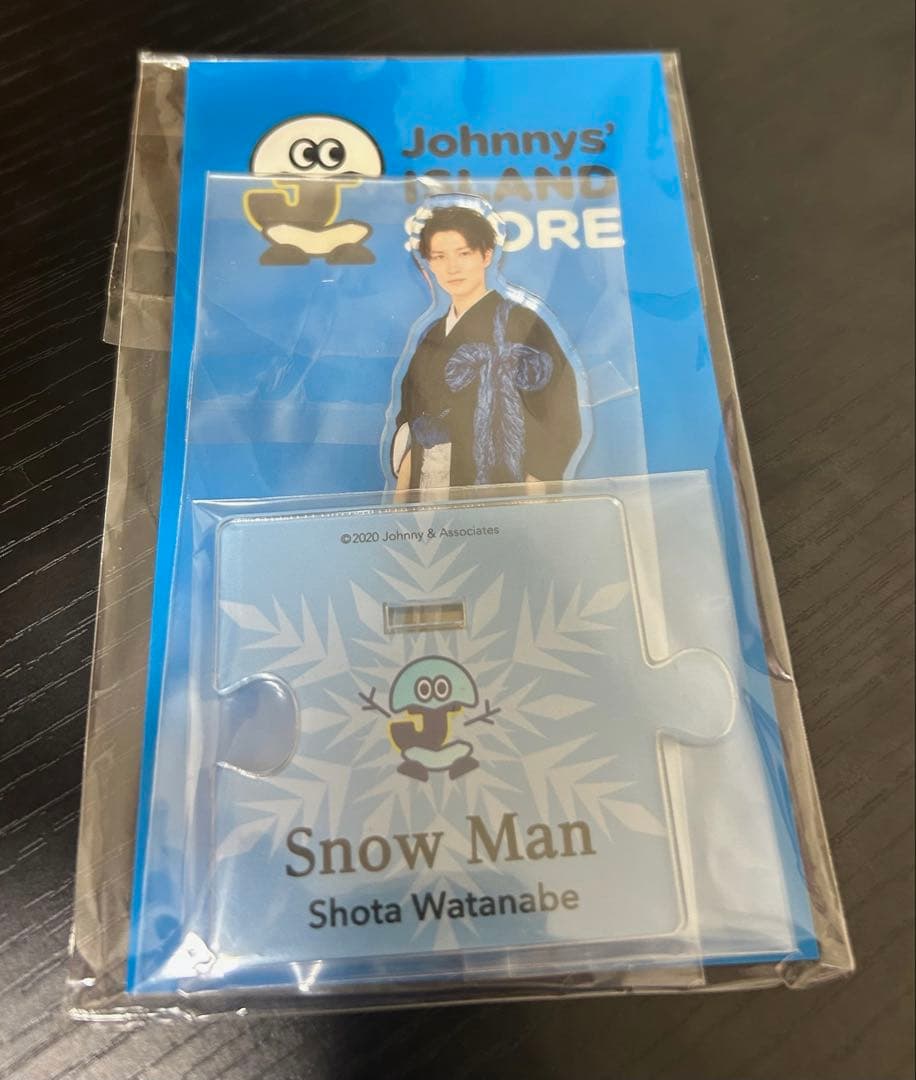 Johnnys'
ISLAND
STORE
©2020 Johnny & Associates
Snow Man
Shota Watanabe